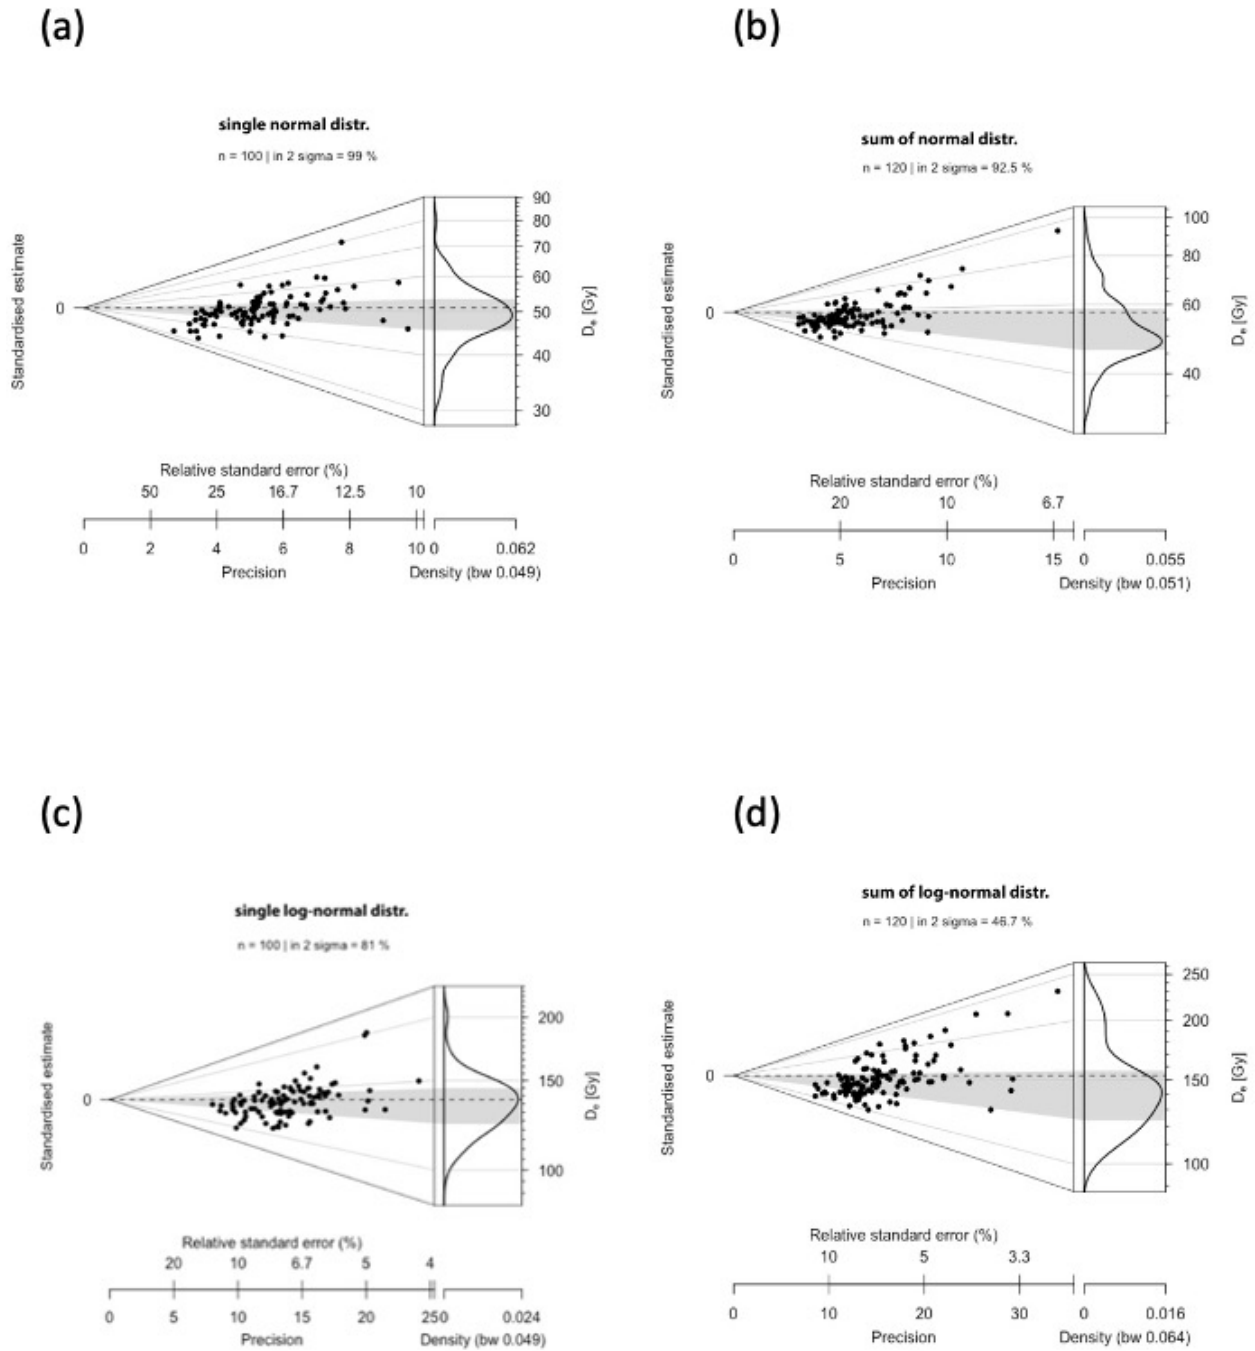 (a)
single normal distr.
n = 100 | in 2 sigma = 99 %
Standardised estimate
0
90
80
70
60
50
40
30
Dₑ [Gy]
Relative standard error (%)
50 25 16.7 12.5 10
0 2 4 6 8 10 0 0.062
Precision Density (bw 0.049)
(b)
sum of normal distr.
n = 120 | in 2 sigma = 92.5 %
Standardised estimate
0
100
80
60
40
Dₑ [Gy]
Relative standard error (%)
20 10 6.7
0 5 10 15 0 0.055
Precision Density (bw 0.051)
(c)
single log-normal distr.
n = 100 | in 2 sigma = 81 %
Standardised estimate
0
200
150
100
Dₑ [Gy]
Relative standard error (%)
20 10 6.7 5 4
0 5 10 15 20 250 0.024
Precision Density (bw 0.049)
(d)
sum of log-normal distr.
n = 120 | in 2 sigma = 46.7 %
Standardised estimate
0
250
200
150
100
Dₑ [Gy]
Relative standard error (%)
10 5 3.3
0 10 20 30 0 0.016
Precision Density (bw 0.064)